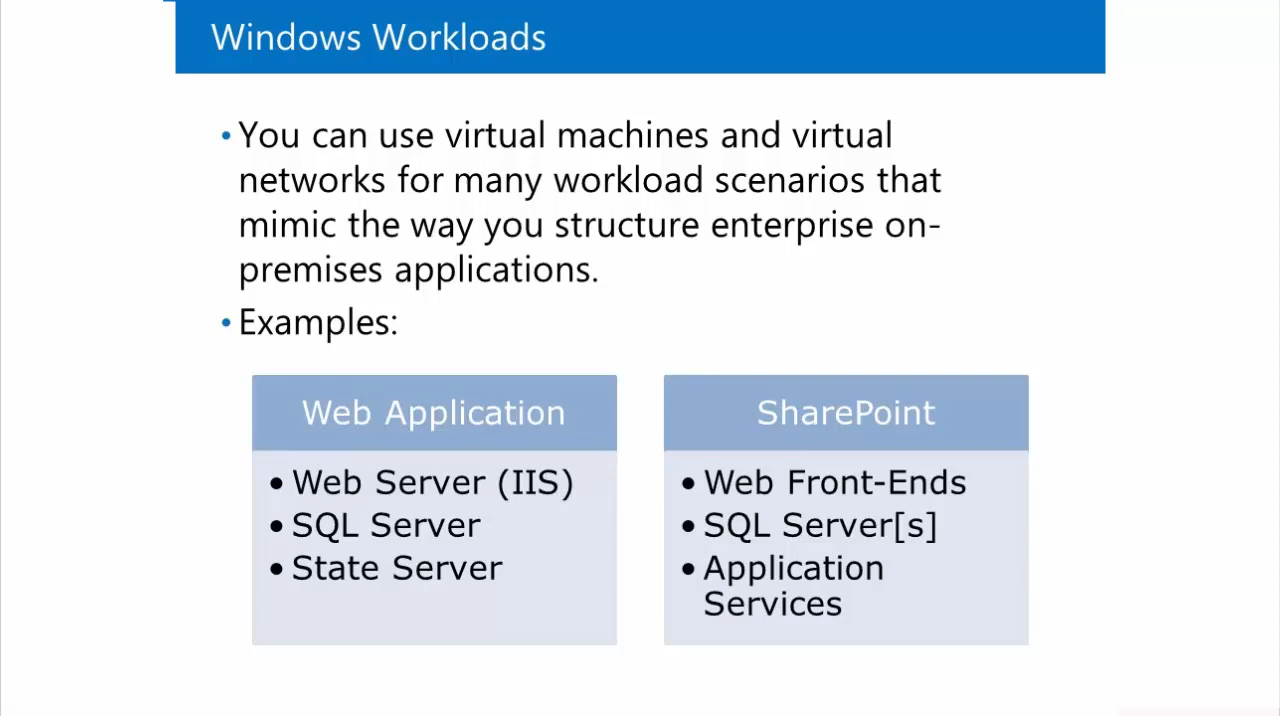 Windows Workloads
• You can use virtual machines and virtual
networks for many workload scenarios that
mimic the way you structure enterprise on-
premises applications.
• Examples:
Web Application
• Web Server (IIS)
• SQL Server
• State Server
SharePoint
• Web Front-Ends
• SQL Server[s]
• Application
Services